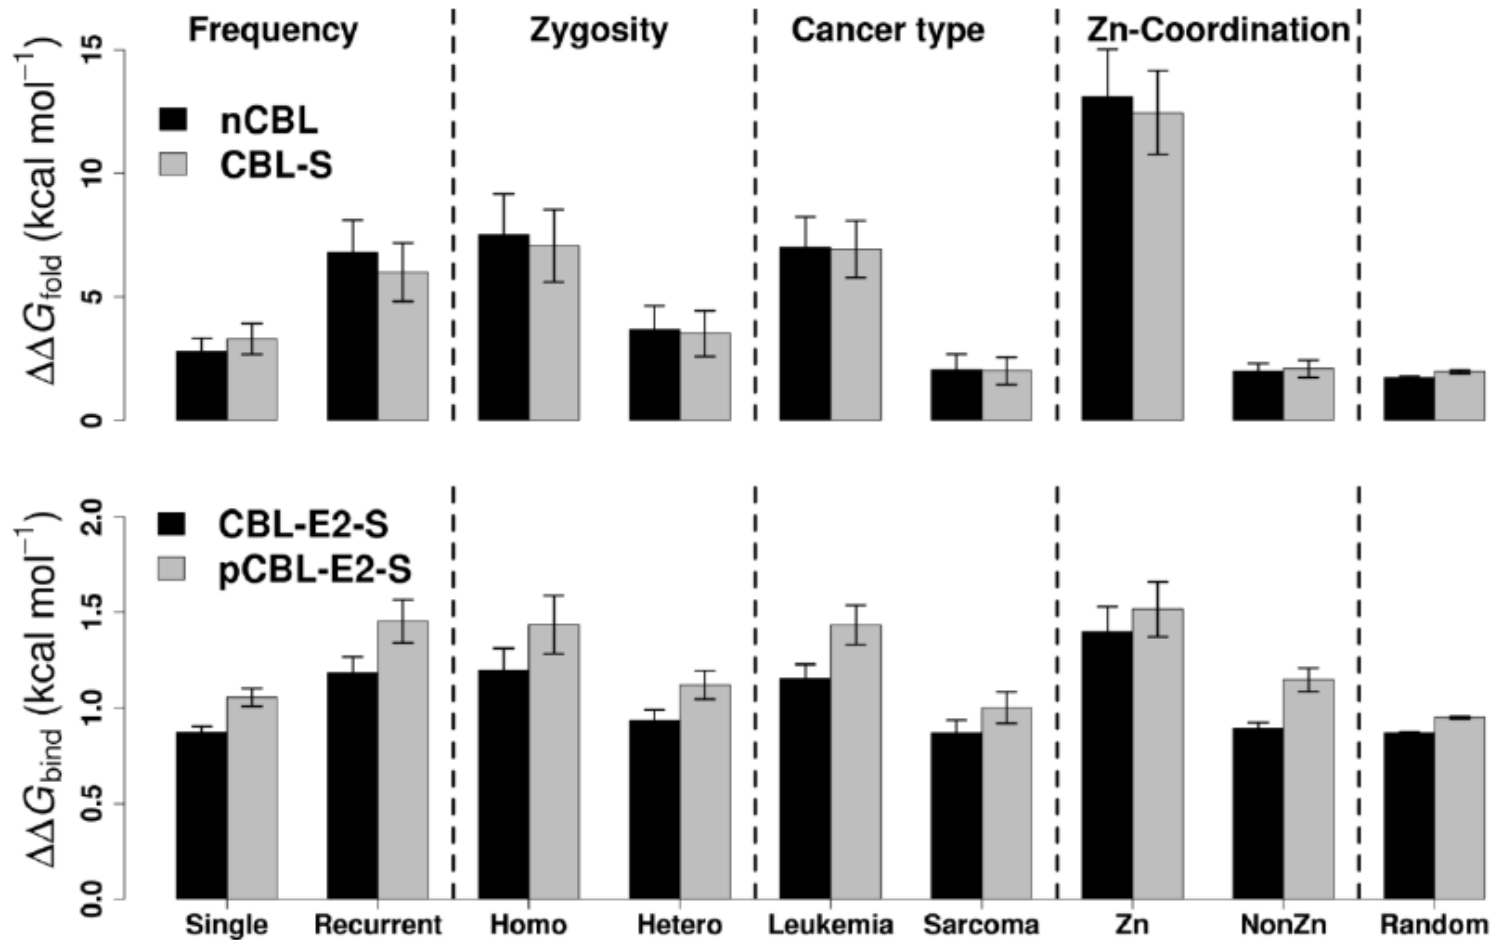 Frequency Zygosity Cancer type Zn-Coordination
ΔΔG_fold (kcal mol⁻¹)
15
10
5
0
nCBL
CBL-S
ΔΔG_bind (kcal mol⁻¹)
2.0
1.5
1.0
0.5
0.0
CBL-E2-S
pCBL-E2-S
Single Recurrent Homo Hetero Leukemia Sarcoma Zn NonZn Random